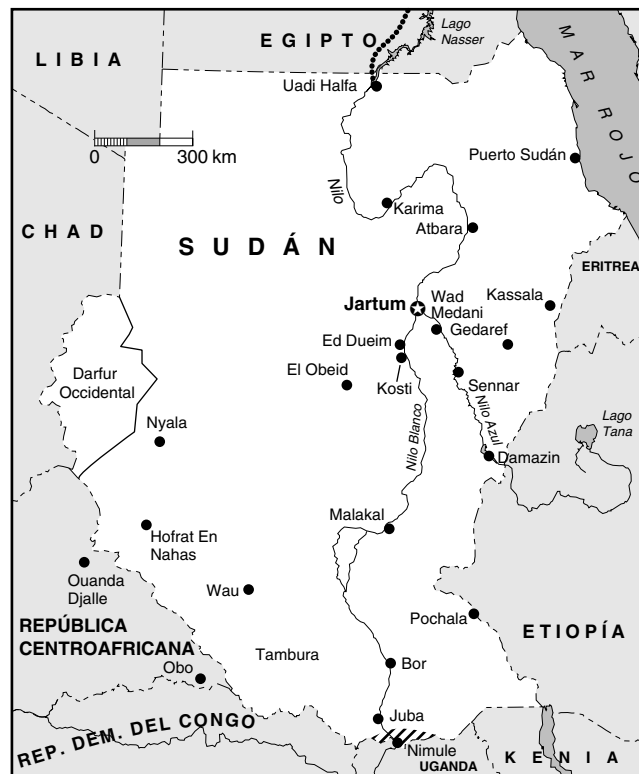 EGIPTO
Lago
Nasser
LIBIA
MAR ROJO
Uadi Halfa
0 300 km
Puerto Sudán
Nilo
Karima
CHAD
Atbara
SUDÁN
ERITREA
Jartum
Wad
Medani
Kassala
Gedaref
Ed Dueim
El Obeid
Kosti
Sennar
Darfur
Occidental
Nilo Blanco
Nilo Azul
Lago
Tana
Nyala
Damazin
Malakal
Hofrat En
Nahas
Ouanda
Djalle
Wau
Pochala
REPÚBLICA
CENTROAFRICANA
ETIOPÍA
Tambura
Obo
Bor
Juba
REP. DEM. DEL CONGO
Nimule
UGANDA
KENIA